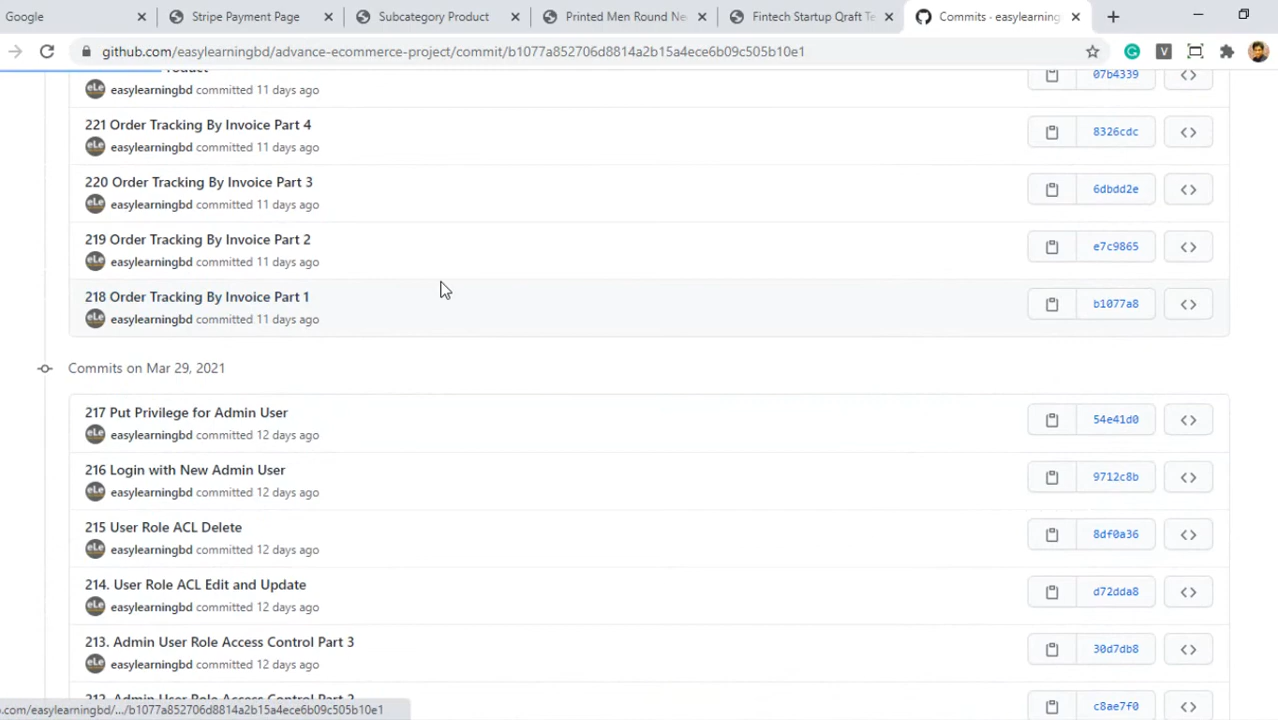 Google
Stripe Payment Page
Subcategory Product
Printed Men Round Ne
Fintech Startup Qraft Te
Commits - easylearning
github.com/easylearningbd/advance-ecommerce-project/commit/b1077a852706d8814a2b15a4ece6b09c505b10e1
V
easylearningbd committed 11 days ago
07b4339
221 Order Tracking By Invoice Part 4
easylearningbd committed 11 days ago
8326cdc
220 Order Tracking By Invoice Part 3
easylearningbd committed 11 days ago
6dbdd2e
219 Order Tracking By Invoice Part 2
easylearningbd committed 11 days ago
e7c9865
218 Order Tracking By Invoice Part 1
easylearningbd committed 11 days ago
b1077a8
Commits on Mar 29, 2021
217 Put Privilege for Admin User
easylearningbd committed 12 days ago
54e41d0
216 Login with New Admin User
easylearningbd committed 12 days ago
9712c8b
215 User Role ACL Delete
easylearningbd committed 12 days ago
8df0a36
214. User Role ACL Edit and Update
easylearningbd committed 12 days ago
d72dda8
213. Admin User Role Access Control Part 3
easylearningbd committed 12 days ago
30d7db8
212. Admin User Role Access Control Part 2
c8ae7f0
o.com/easylearningbd/.../b1077a852706d8814a2b15a4ece6b09c505b10e1